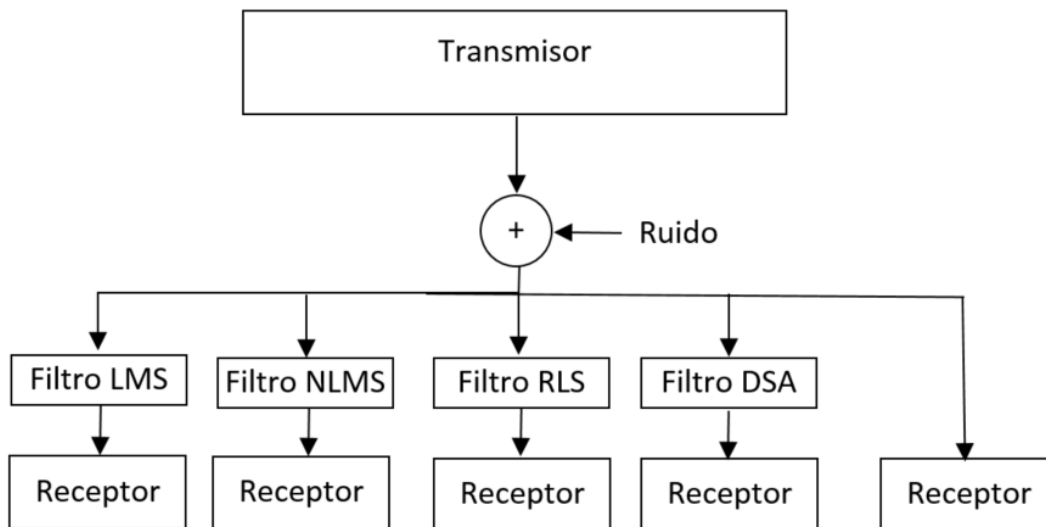 Transmisor
+
Ruido
Filtro LMS
Filtro NLMS
Filtro RLS
Filtro DSA
Receptor
Receptor
Receptor
Receptor
Receptor